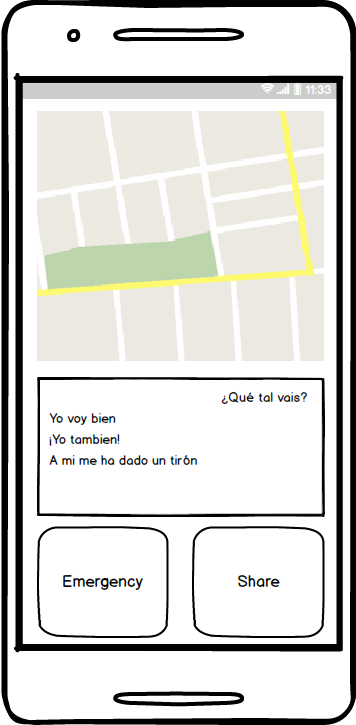 11:33
¿Qué tal vais?
Yo voy bien
¡Yo tambien!
A mi me ha dado un tirón
Emergency
Share